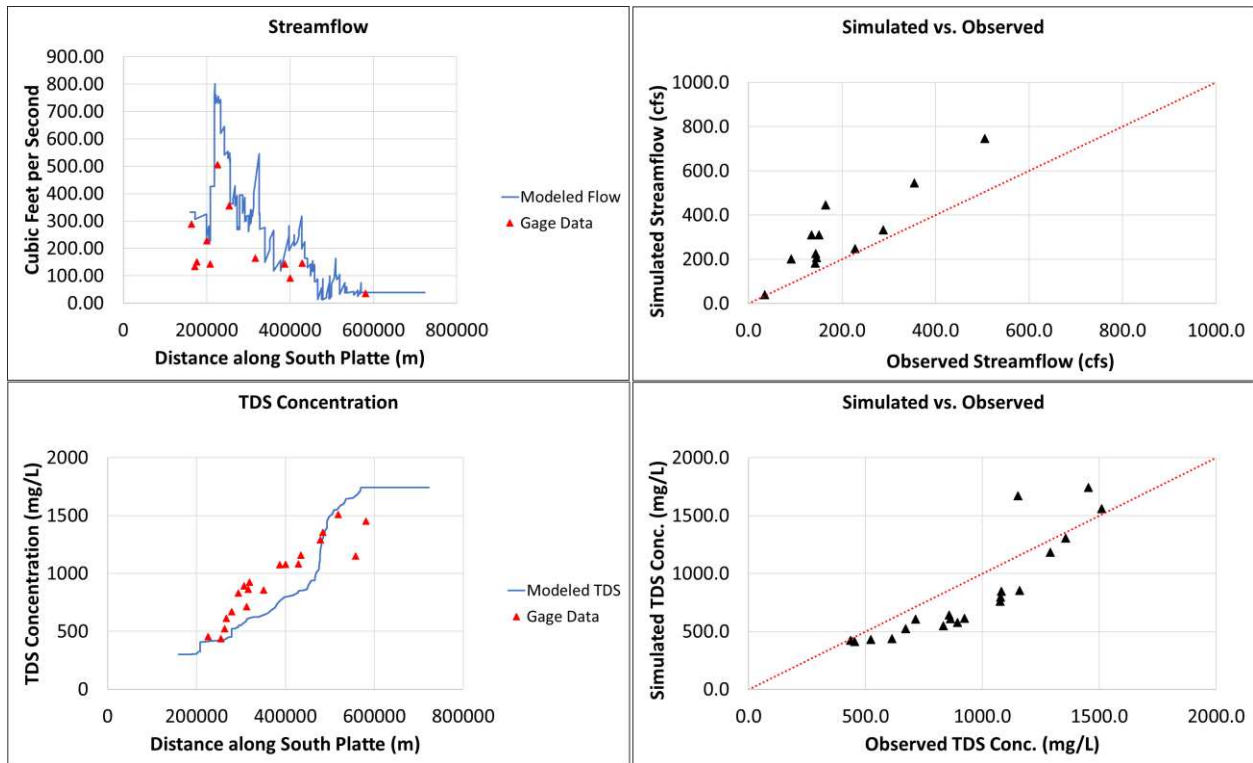 Streamflow
Cubic Feet per Second
900.00
800.00
700.00
600.00
500.00
400.00
300.00
200.00
100.00
0.00
0 200000 400000 600000 800000
Distance along South Platte (m)
Modeled Flow
Gage Data
Simulated vs. Observed
Simulated Streamflow (cfs)
1000.0
800.0
600.0
400.0
200.0
0.0
0.0 200.0 400.0 600.0 800.0 1000.0
Observed Streamflow (cfs)
TDS Concentration
TDS Concentration (mg/L)
2000
1500
1000
500
0
0 200000 400000 600000 800000
Distance along South Platte (m)
Modeled TDS
Gage Data
Simulated vs. Observed
Simulated TDS Conc. (mg/L)
2000.0
1500.0
1000.0
500.0
0.0
0.0 500.0 1000.0 1500.0 2000.0
Observed TDS Conc. (mg/L)